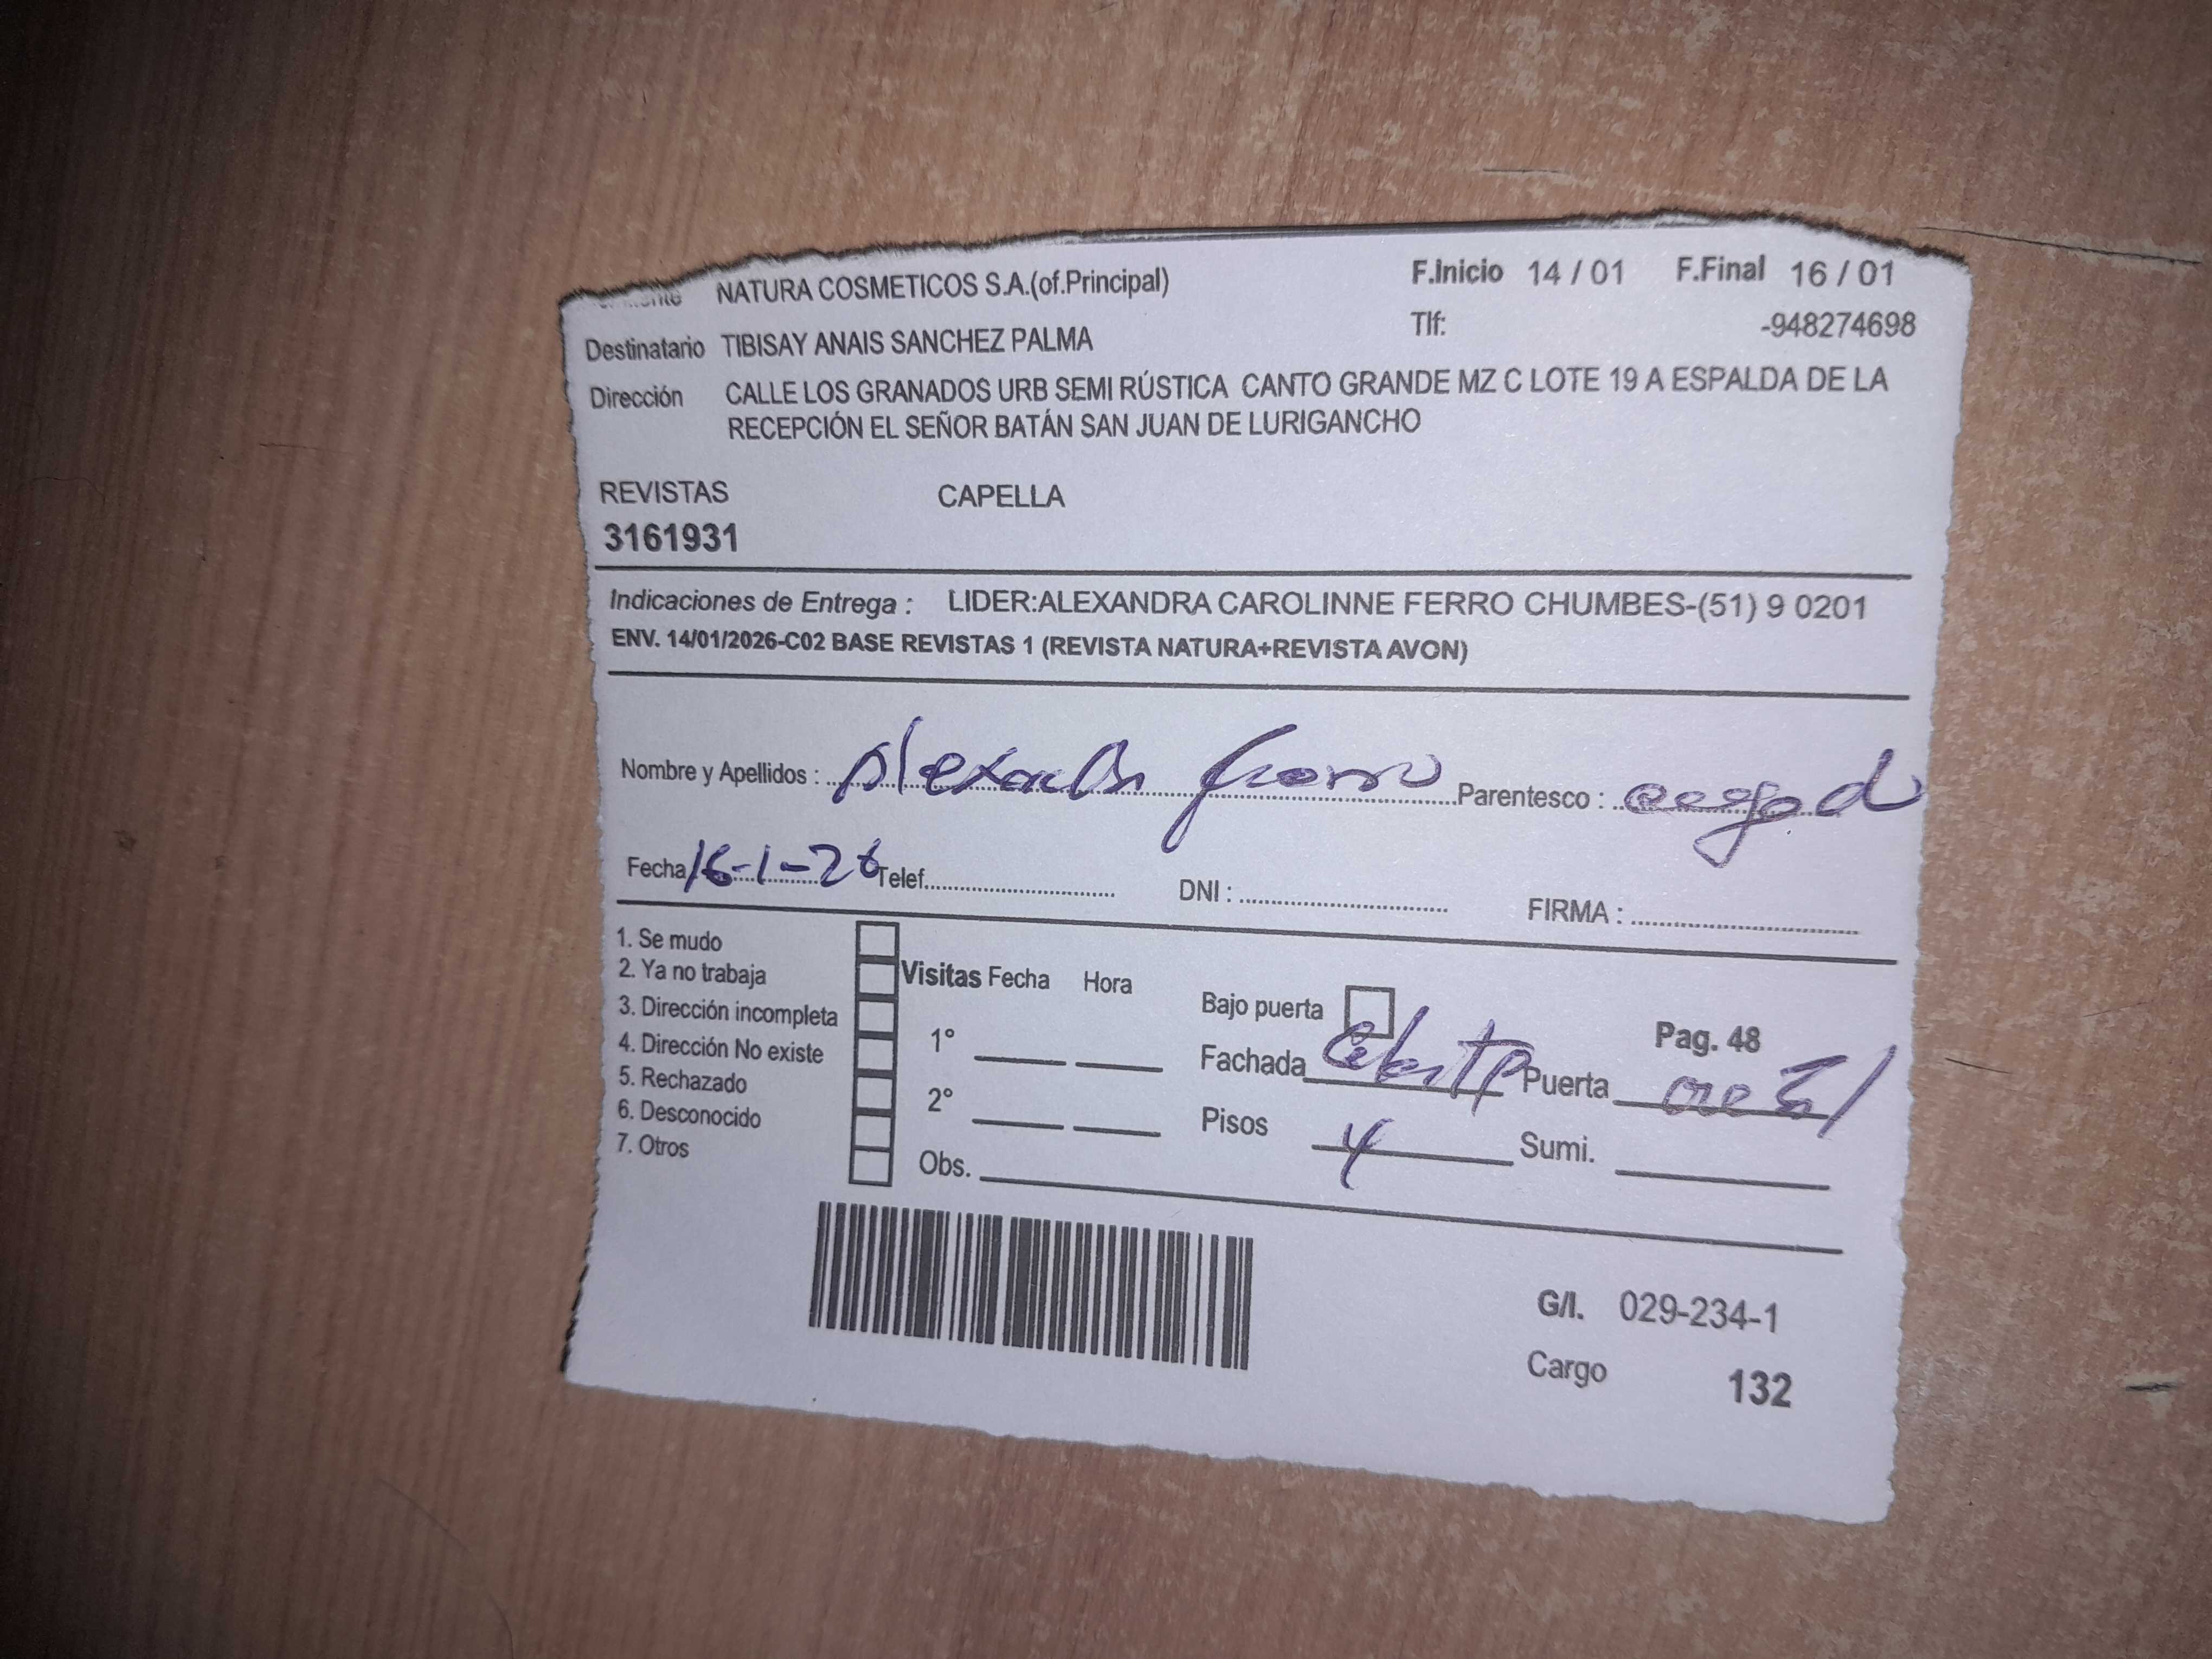 NATURA COSMETICOS S.A.(of.Principal) F.Inicio 14 / 01 F.Final 16 / 01
Destinatario TIBISAY ANAIS SANCHEZ PALMA Tlf: -948274698
Dirección CALLE LOS GRANADOS URB SEMI RÚSTICA CANTO GRANDE MZ C LOTE 19 A ESPALDA DE LA
RECEPCIÓN EL SEÑOR BATÁN SAN JUAN DE LURIGANCHO
REVISTAS CAPELLA
3161931
Indicaciones de Entrega : LIDER:ALEXANDRA CAROLINNE FERRO CHUMBES-(51) 9 0201
ENV. 14/01/2026-C02 BASE REVISTAS 1 (REVISTA NATURA+REVISTA AVON)
Nombre y Apellidos : Parentesco :
Fecha 16-1-26 Telef. DNI : FIRMA :
1. Se mudo
2. Ya no trabaja Visitas Fecha Hora Bajo puerta
3. Dirección incompleta 1° Pag. 48
4. Dirección No existe Fachada Puerta
5. Rechazado 2°
6. Desconocido Pisos 4 Sumi.
7. Otros Obs.
G/I. 029-234-1
Cargo 132